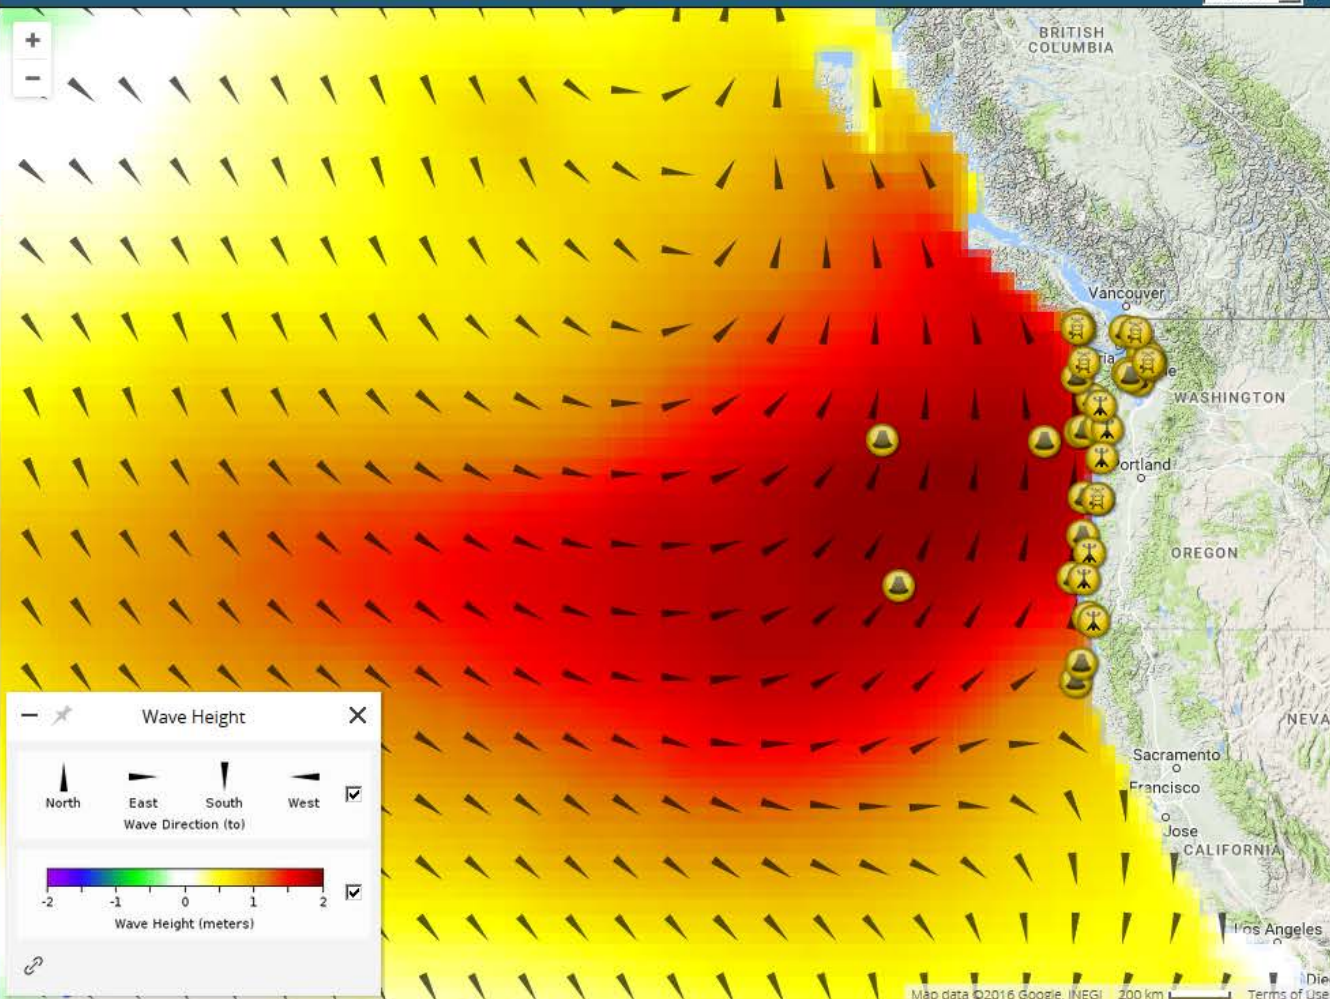 +
BRITISH
COLUMBIA
−
Vancouver
ria
e
WASHINGTON
ortland
OREGON
NEVA
Sacramento
Francisco
Jose
CALIFORNIA
Los Angeles
Die
Wave Height
North East South West
Wave Direction (to)
-2 -1 0 1 2
Wave Height (meters)
Map data ©2016 Google, INEGI 200 km Terms of Use